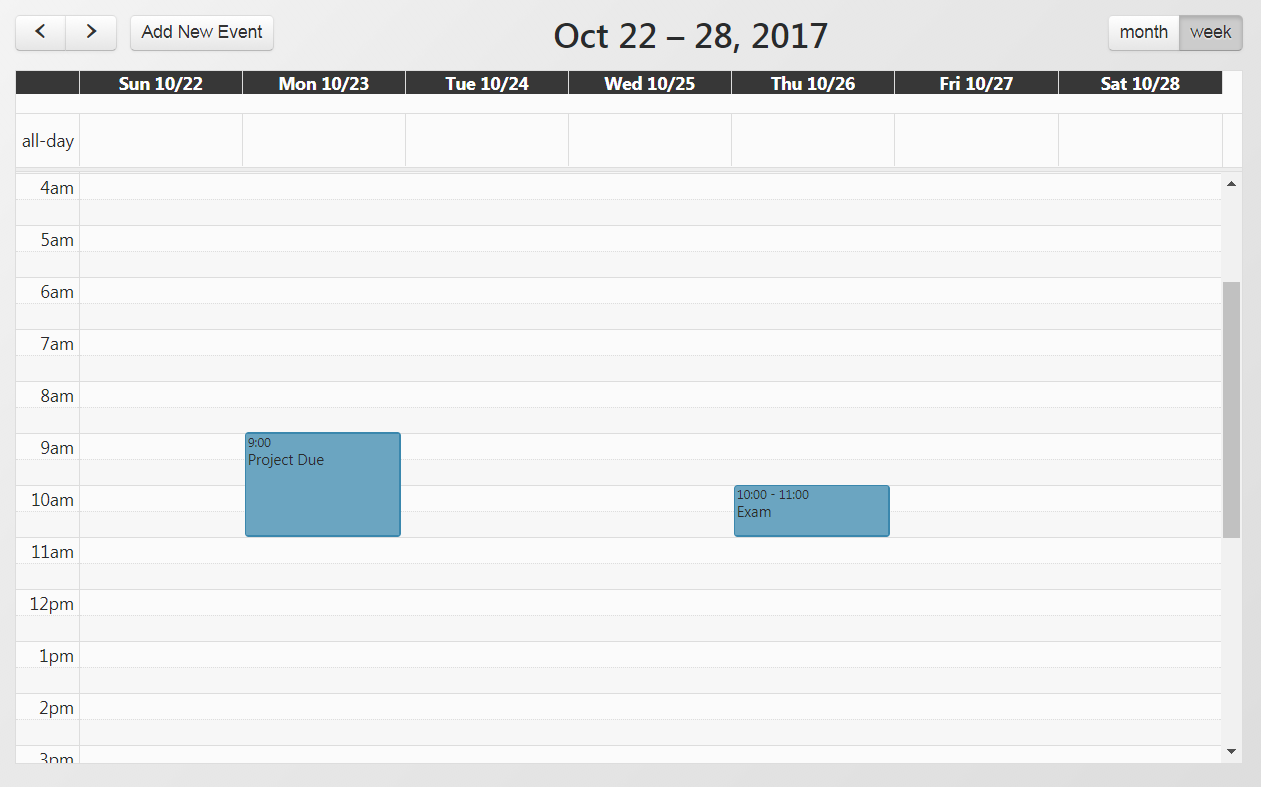 Add New Event
Oct 22 – 28, 2017
month week
Sun 10/22 Mon 10/23 Tue 10/24 Wed 10/25 Thu 10/26 Fri 10/27 Sat 10/28
all-day
4am
5am
6am
7am
8am
9am
9:00
Project Due
10am
10:00 - 11:00
Exam
11am
12pm
1pm
2pm
3pm